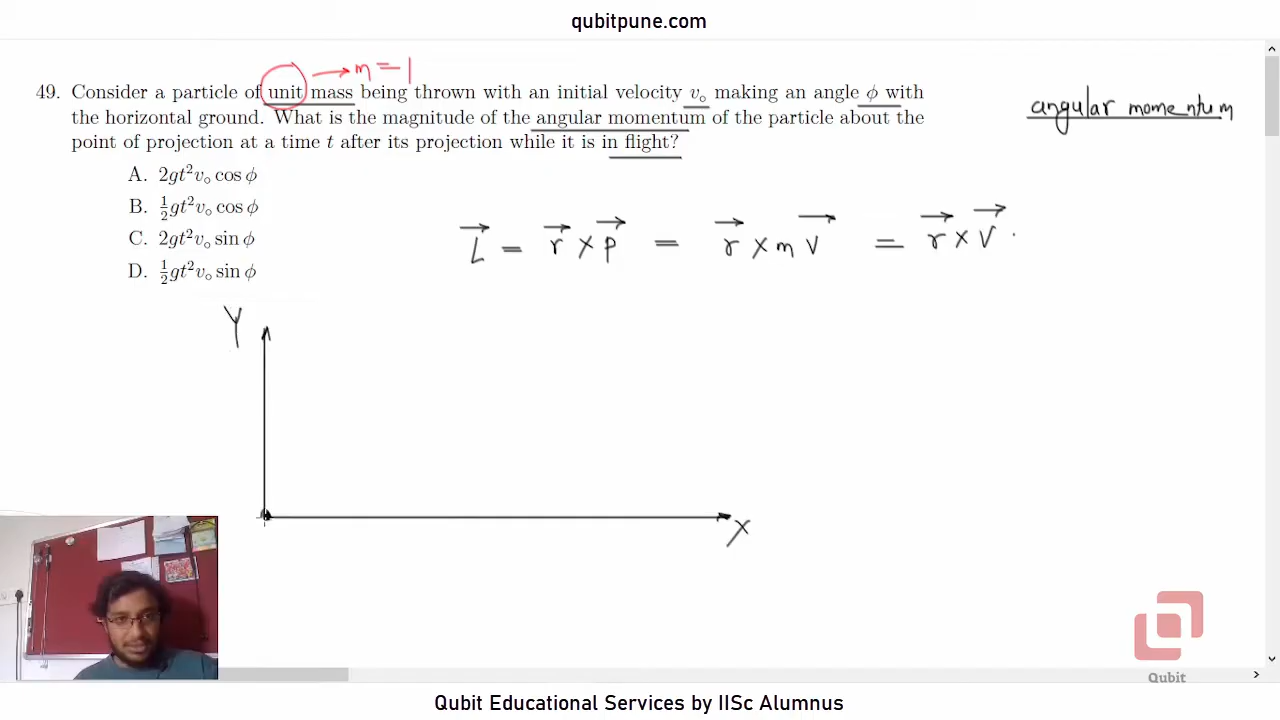 qubitpune.com
→ m = 1
49. Consider a particle of unit mass being thrown with an initial velocity v₀ making an angle ϕ with
the horizontal ground. What is the magnitude of the angular momentum of the particle about the
point of projection at a time t after its projection while it is in flight?
angular momentum
A. 2gt²v₀ cos ϕ
B. ½gt²v₀ cos ϕ
C. 2gt²v₀ sin ϕ
D. ½gt²v₀ sin ϕ
L⃗ = r⃗ × p⃗ = r⃗ × m v⃗ = r⃗ × v⃗ .
Y
X
Qubit
Qubit Educational Services by IISc Alumnus